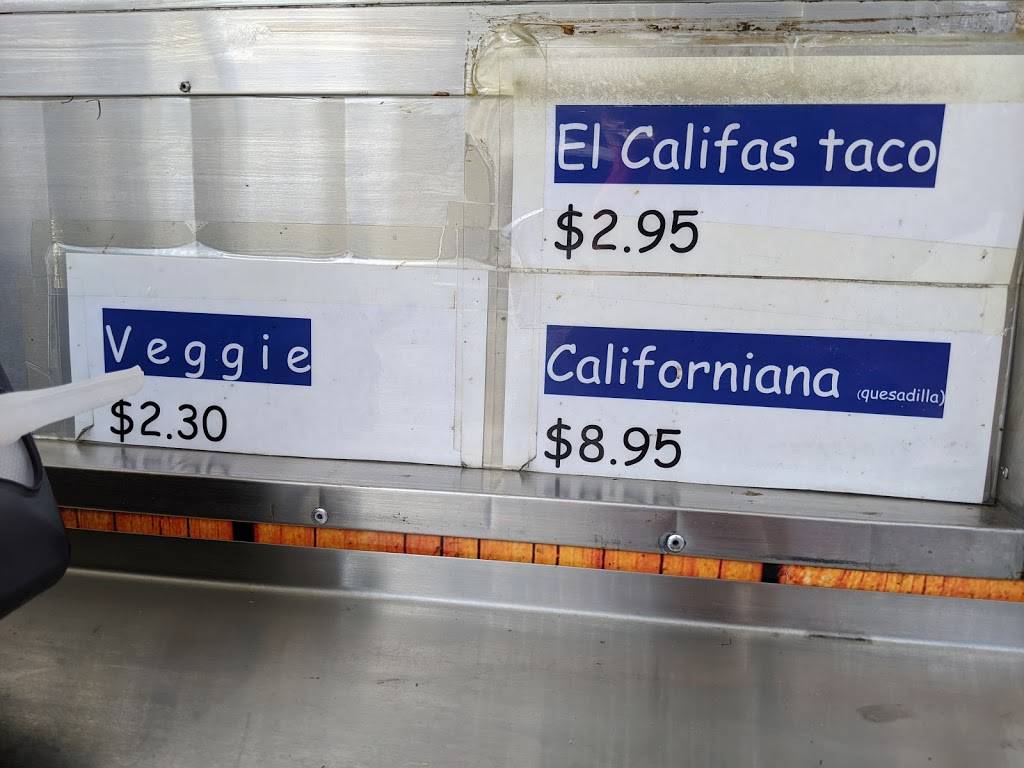 El Califas taco
$2.95
Veggie
$2.30
Californiana (quesadilla)
$8.95